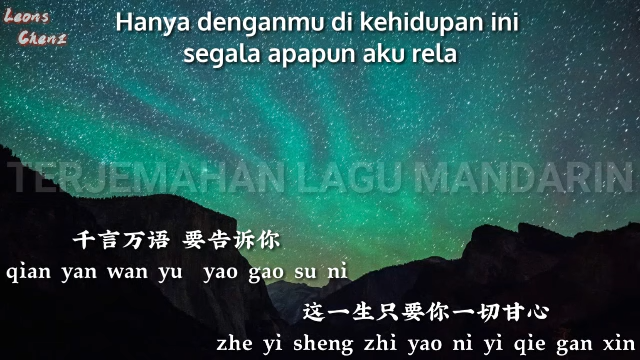 Leons
Chenz
Hanya denganmu di kehidupan ini
segala apapun aku rela
TERJEMAHAN LAGU MANDARIN
千言万语 要告诉你
qian yan wan yu yao gao su ni
这一生只要你一切甘心
zhe yi sheng zhi yao ni yi qie gan xin